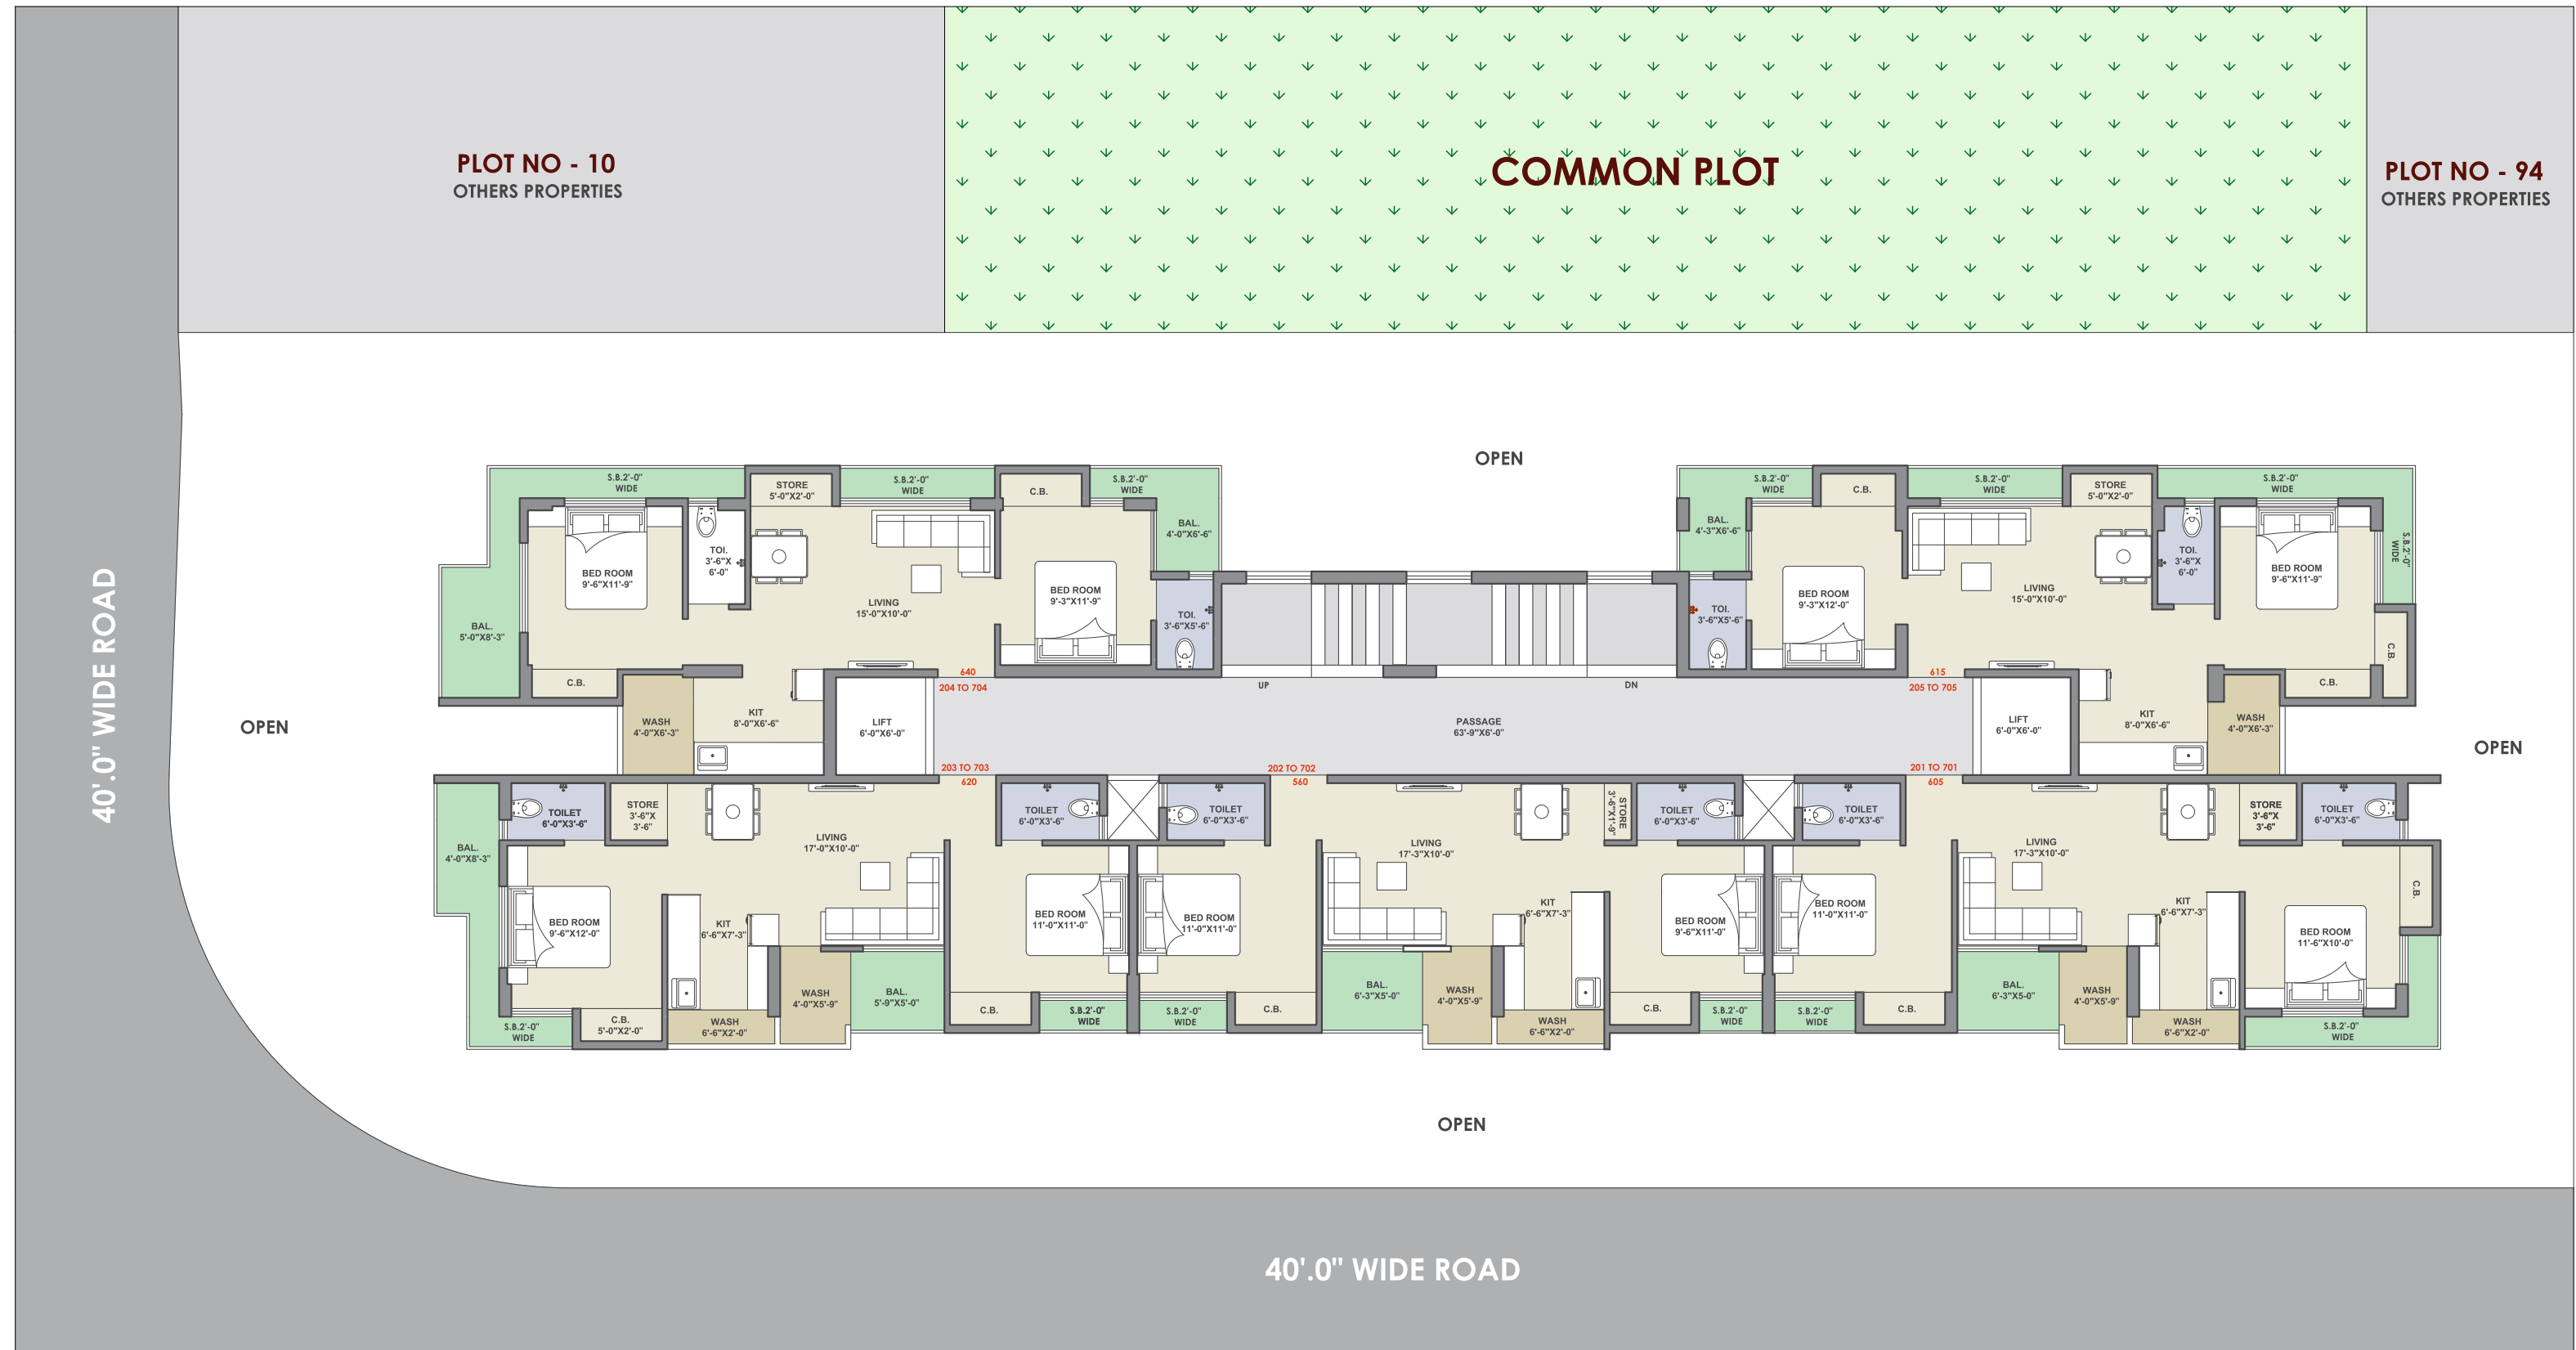 PLOT NO - 10
OTHERS PROPERTIES
COMMON PLOT
PLOT NO - 94
OTHERS PROPERTIES
40'.0" WIDE ROAD
OPEN
OPEN
OPEN
S.B.2'-0"
WIDE
STORE
5'-0"X2'-0"
S.B.2'-0"
WIDE
C.B.
S.B.2'-0"
WIDE
BAL.
4'-0"X6'-6"
BED ROOM
9'-6"X11'-9"
TOI.
3'-6"X
6'-0"
LIVING
15'-0"X10'-0"
BED ROOM
9'-3"X11'-9"
TOI.
3'-6"X5'-6"
BAL.
5'-0"X8'-3"
C.B.
WASH
4'-0"X6'-3"
KIT
8'-0"X6'-6"
LIFT
6'-0"X6'-0"
640
204 TO 704
UP
DN
PASSAGE
63'-9"X6'-0"
S.B.2'-0"
WIDE
C.B.
S.B.2'-0"
WIDE
STORE
5'-0"X2'-0"
S.B.2'-0"
WIDE
BAL.
4'-3"X6'-6"
TOI.
3'-6"X5'-6"
BED ROOM
9'-3"X12'-0"
LIVING
15'-0"X10'-0"
TOI.
3'-6"X
6'-0"
BED ROOM
9'-6"X11'-9"
S.B.2'-0"
WIDE
C.B.
C.B.
615
205 TO 705
LIFT
6'-0"X6'-0"
KIT
8'-0"X6'-6"
WASH
4'-0"X6'-3"
203 TO 703
620
202 TO 702
560
201 TO 701
605
BAL.
4'-0"X8'-3"
TOILET
6'-0"X3'-6"
STORE
3'-6"X
3'-6"
LIVING
17'-0"X10'-0"
TOILET
6'-0"X3'-6"
BED ROOM
9'-6"X12'-0"
KIT
6'-6"X7'-3"
BED ROOM
11'-0"X11'-0"
WASH
4'-0"X5'-9"
BAL.
5'-9"X5'-0"
C.B.
S.B.2'-0"
WIDE
S.B.2'-0"
WIDE
C.B.
5'-0"X2'-0"
WASH
6'-6"X2'-0"
TOILET
6'-0"X3'-6"
LIVING
17'-3"X10'-0"
STORE
3'-6"X1'-9"
TOILET
6'-0"X3'-6"
BED ROOM
11'-0"X11'-0"
KIT
6'-6"X7'-3"
BED ROOM
9'-6"X11'-0"
S.B.2'-0"
WIDE
C.B.
BAL.
6'-3"X5'-0"
WASH
4'-0"X5'-9"
WASH
6'-6"X2'-0"
C.B.
S.B.2'-0"
WIDE
TOILET
6'-0"X3'-6"
LIVING
17'-3"X10'-0"
STORE
3'-6"X
3'-6"
TOILET
6'-0"X3'-6"
BED ROOM
11'-0"X11'-0"
KIT
6'-6"X7'-3"
BED ROOM
11'-6"X10'-0"
C.B.
S.B.2'-0"
WIDE
C.B.
BAL.
6'-3"X5-0"
WASH
4'-0"X5'-9"
WASH
6'-6"X2'-0"
S.B.2'-0"
WIDE
OPEN
40'.0" WIDE ROAD